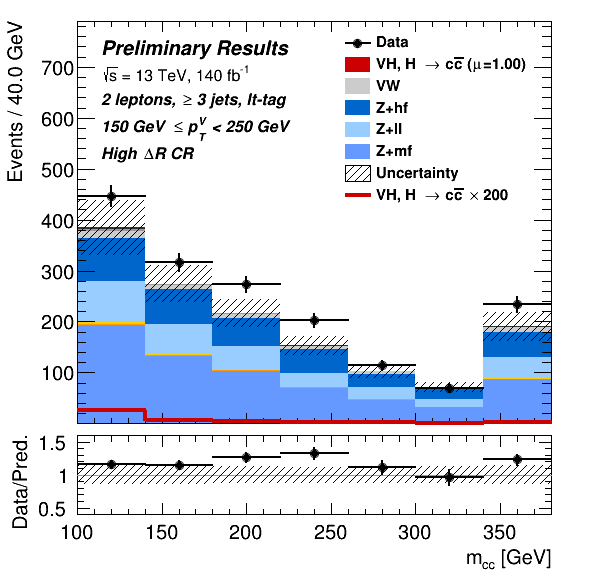 Events / 40.0 GeV
700
600
500
400
300
200
100
Preliminary Results
√s = 13 TeV, 140 fb⁻¹
2 leptons, ≥ 3 jets, lt-tag
150 GeV ≤ p_T^V < 250 GeV
High ΔR CR
Data
VH, H → cc̅ (μ=1.00)
VW
Z+hf
Z+ll
Z+mf
Uncertainty
VH, H → cc̅ × 200
Data/Pred.
1.5
1
0.5
100 150 200 250 300 350
m_cc [GeV]